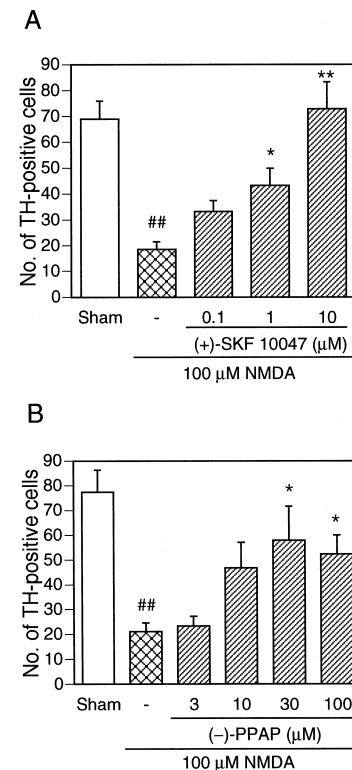 A
No. of TH-positive cells
90
80
70
60
50
40
30
20
10
0
##
*
**
Sham - 0.1 1 10
(+)-SKF 10047 (µM)
100 µM NMDA
B
No. of TH-positive cells
90
80
70
60
50
40
30
20
10
0
##
*
*
Sham - 3 10 30 100
(−)-PPAP (µM)
100 µM NMDA